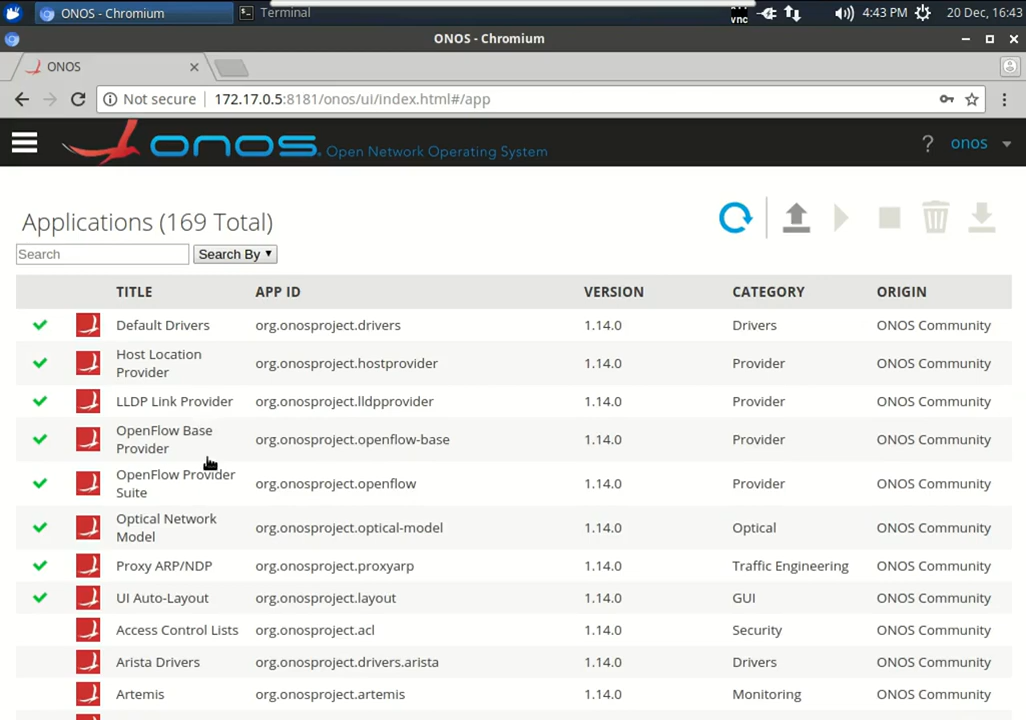 ONOS - Chromium
Terminal
vnc
4:43 PM
20 Dec, 16:43
ONOS - Chromium
ONOS
Not secure
172.17.0.5:8181/onos/ui/index.html#/app
onos. Open Network Operating System
?
onos
Applications (169 Total)
Search
Search By
TITLE APP ID VERSION CATEGORY ORIGIN
Default Drivers org.onosproject.drivers 1.14.0 Drivers ONOS Community
Host Location
Provider
org.onosproject.hostprovider 1.14.0 Provider ONOS Community
LLDP Link Provider org.onosproject.lldpprovider 1.14.0 Provider ONOS Community
OpenFlow Base
Provider
org.onosproject.openflow-base 1.14.0 Provider ONOS Community
OpenFlow Provider
Suite
org.onosproject.openflow 1.14.0 Provider ONOS Community
Optical Network
Model
org.onosproject.optical-model 1.14.0 Optical ONOS Community
Proxy ARP/NDP org.onosproject.proxyarp 1.14.0 Traffic Engineering ONOS Community
UI Auto-Layout org.onosproject.layout 1.14.0 GUI ONOS Community
Access Control Lists org.onosproject.acl 1.14.0 Security ONOS Community
Arista Drivers org.onosproject.drivers.arista 1.14.0 Drivers ONOS Community
Artemis org.onosproject.artemis 1.14.0 Monitoring ONOS Community